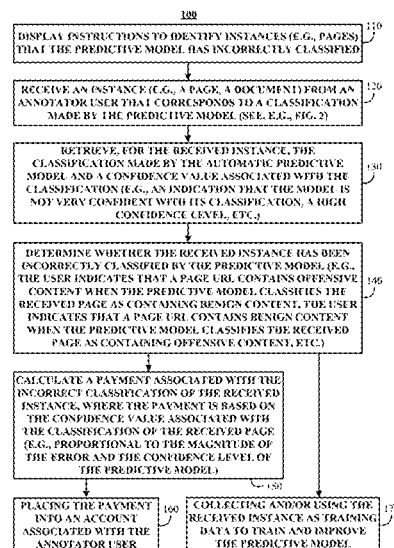 100
DISPLAY INSTRUCTIONS TO IDENTIFY INSTANCES (E.G., PAGES)
THAT THE PREDICTIVE MODEL HAS INCORRECTLY CLASSIFIED
110
RECEIVE AN INSTANCE (E.G., A PAGE, A DOCUMENT) FROM AN
ANNOTATOR USER THAT CORRESPONDS TO A CLASSIFICATION
MADE BY THE PREDICTIVE MODEL (SEE. E.G., FIG. 2)
120
RETRIEVE, FOR THE RECEIVED INSTANCE, THE
CLASSIFICATION MADE BY THE AUTOMATIC PREDICTIVE
MODEL AND A CONFIDENCE VALUE ASSOCIATED WITH THE
CLASSIFICATION (E.G., AN INDICATION THAT THE MODEL IS
NOT VERY CONFIDENT WITH ITS CLASSIFICATION, A HIGH
CONFIDENCE LEVEL, ETC.)
130
DETERMINE WHETHER THE RECEIVED INSTANCE HAS BEEN
INCORRECTLY CLASSIFIED BY THE PREDICTIVE MODEL (E.G.,
THE USER INDICATES THAT A PAGE URL CONTAINS OFFENSIVE
CONTENT WHEN THE PREDICTIVE MODEL CLASSIFIES THE
RECEIVED PAGE AS CONTAINING BENIGN CONTENT, THE USER
INDICATES THAT A PAGE URL CONTAINS BENIGN CONTENT
WHEN THE PREDICTIVE MODEL CLASSIFIES THE RECEIVED
PAGE AS CONTAINING OFFENSIVE CONTENT, ETC.)
140
CALCULATE A PAYMENT ASSOCIATED WITH THE
INCORRECT CLASSIFICATION OF THE RECEIVED
INSTANCE, WHERE THE PAYMENT IS BASED ON
THE CONFIDENCE VALUE ASSOCIATED WITH
THE CLASSIFICATION OF THE RECEIVED PAGE
(E.G., PROPORTIONAL TO THE MAGNITUDE OF
THE ERROR AND THE CONFIDENCE LEVEL OF
THE PREDICTIVE MODEL)
150
PLACING THE PAYMENT
INTO AN ACCOUNT
ASSOCIATED WITH THE
ANNOTATOR USER
160
COLLECTING AND/OR USING THE
RECEIVED INSTANCE AS TRAINING
DATA TO TRAIN AND IMPROVE
THE PREDICTIVE MODEL